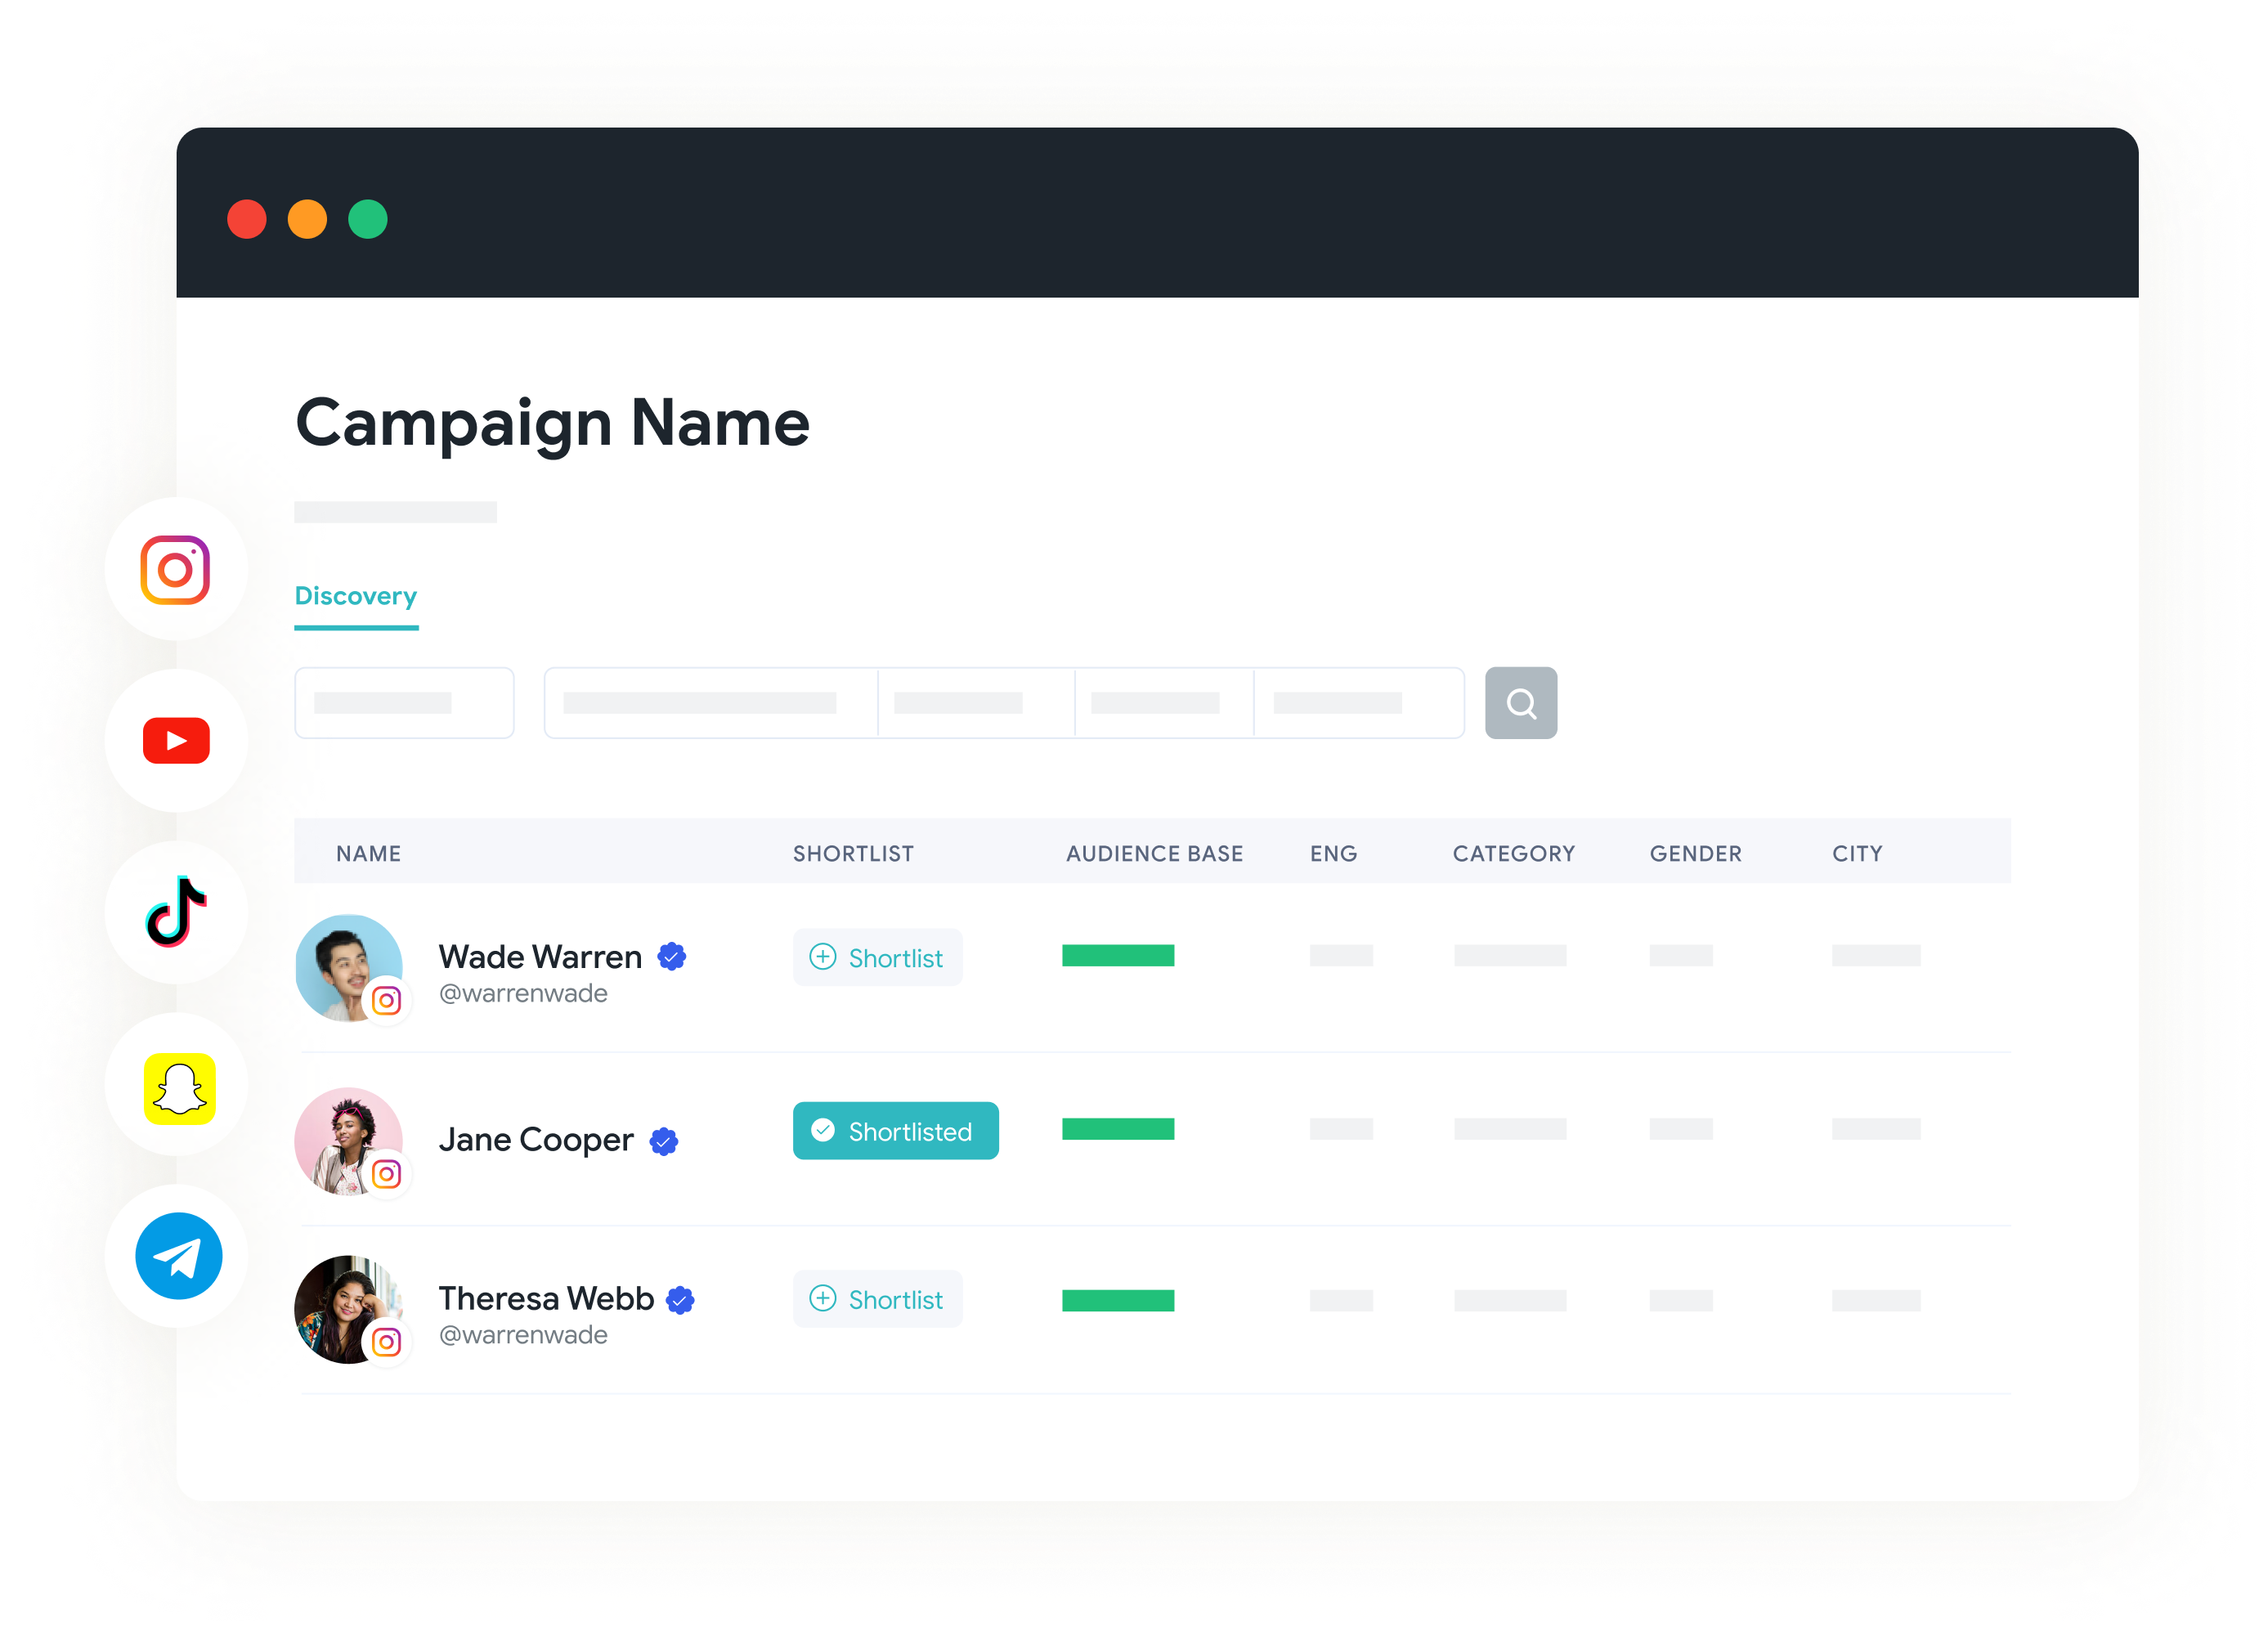 Campaign Name
Discovery
NAME SHORTLIST AUDIENCE BASE ENG CATEGORY GENDER CITY
Wade Warren Shortlist
@warrenwade
Jane Cooper Shortlisted
Theresa Webb Shortlist
@warrenwade